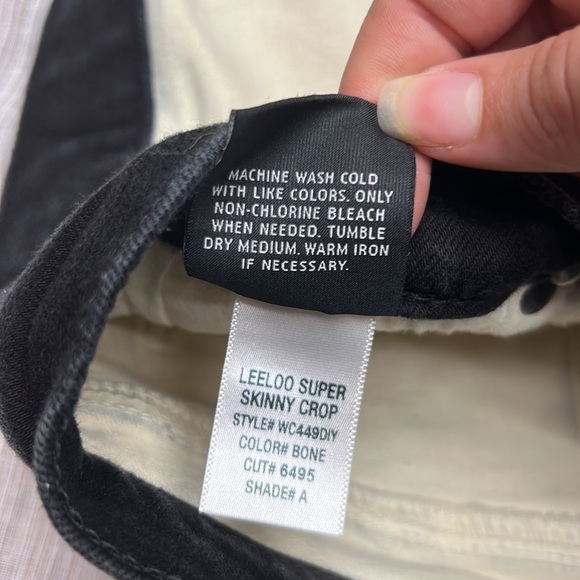 MACHINE WASH COLD
WITH LIKE COLORS. ONLY
NON-CHLORINE BLEACH
WHEN NEEDED. TUMBLE
DRY MEDIUM. WARM IRON
IF NECESSARY.
LEELOO SUPER
SKINNY CROP
STYLE# WC449DIY
COLOR# BONE
CUT# 6495
SHADE# A